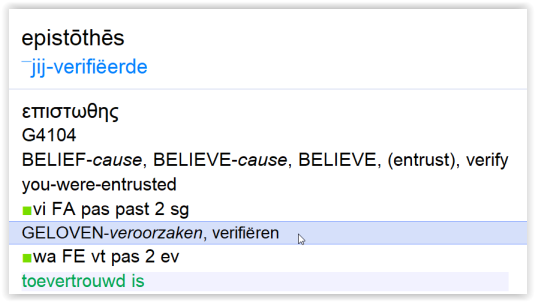 epistōthēs
¯jij-verifiëerde
επιστωθης
G4104
BELIEF-cause, BELIEVE-cause, BELIEVE, (entrust), verify
you-were-entrusted
■vi FA pas past 2 sg
GELOVEN-veroorzaken, verifiëren
■wa FE vt pas 2 ev
toevertrouwd is